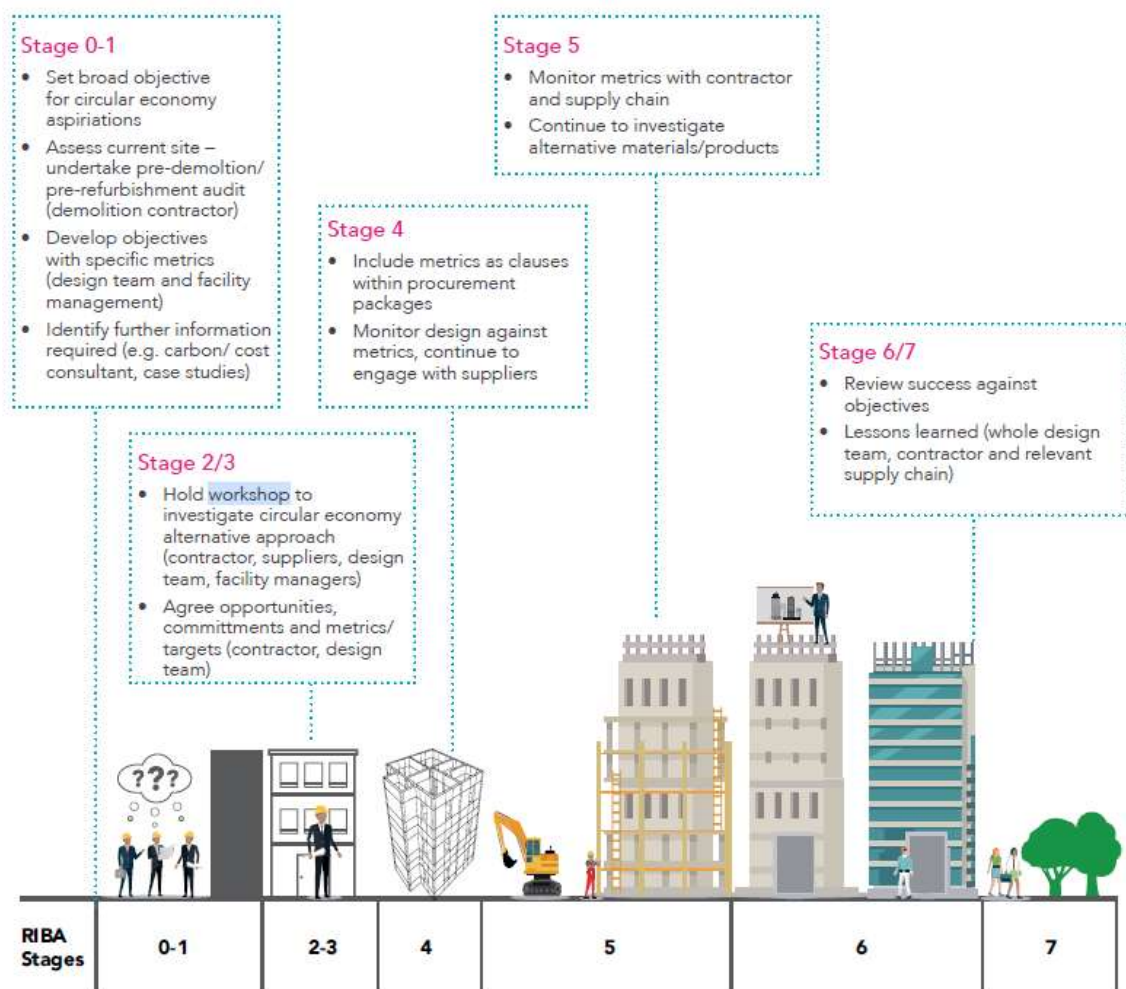 Stage 0-1
• Set broad objective
for circular economy
aspiriations
• Assess current site –
undertake pre-demoltion/
pre-refurbishment audit
(demolition contractor)
• Develop objectives
with specific metrics
(design team and facility
management)
• Identify further information
required (e.g. carbon/ cost
consultant, case studies)
Stage 2/3
• Hold workshop to
investigate circular economy
alternative approach
(contractor, suppliers, design
team, facility managers)
• Agree opportunities,
committments and metrics/
targets (contractor, design
team)
Stage 4
• Include metrics as clauses
within procurement
packages
• Monitor design against
metrics, continue to
engage with suppliers
Stage 5
• Monitor metrics with contractor
and supply chain
• Continue to investigate
alternative materials/products
Stage 6/7
• Review success against
objectives
• Lessons learned (whole design
team, contractor and relevant
supply chain)
???
RIBA
Stages
0-1
2-3
4
5
6
7